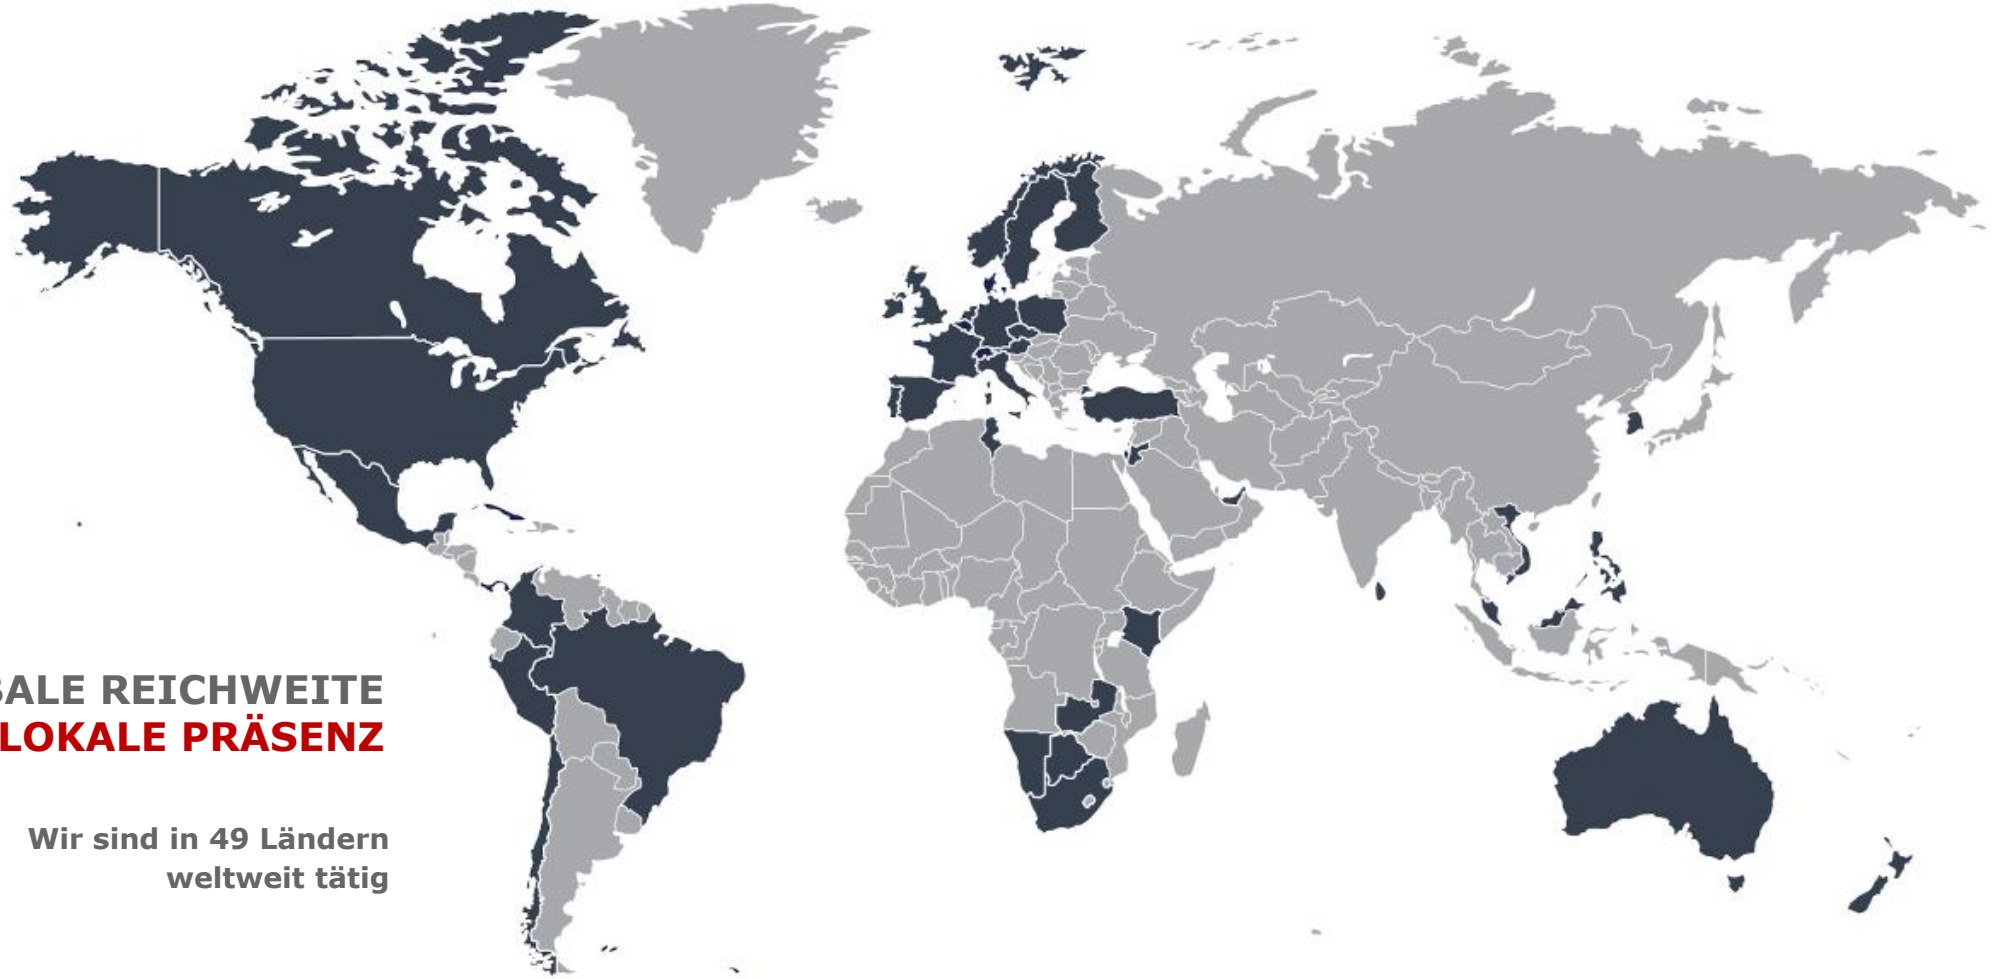 BALE REICHWEITE
LOKALE PRÄSENZ
Wir sind in 49 Ländern
weltweit tätig